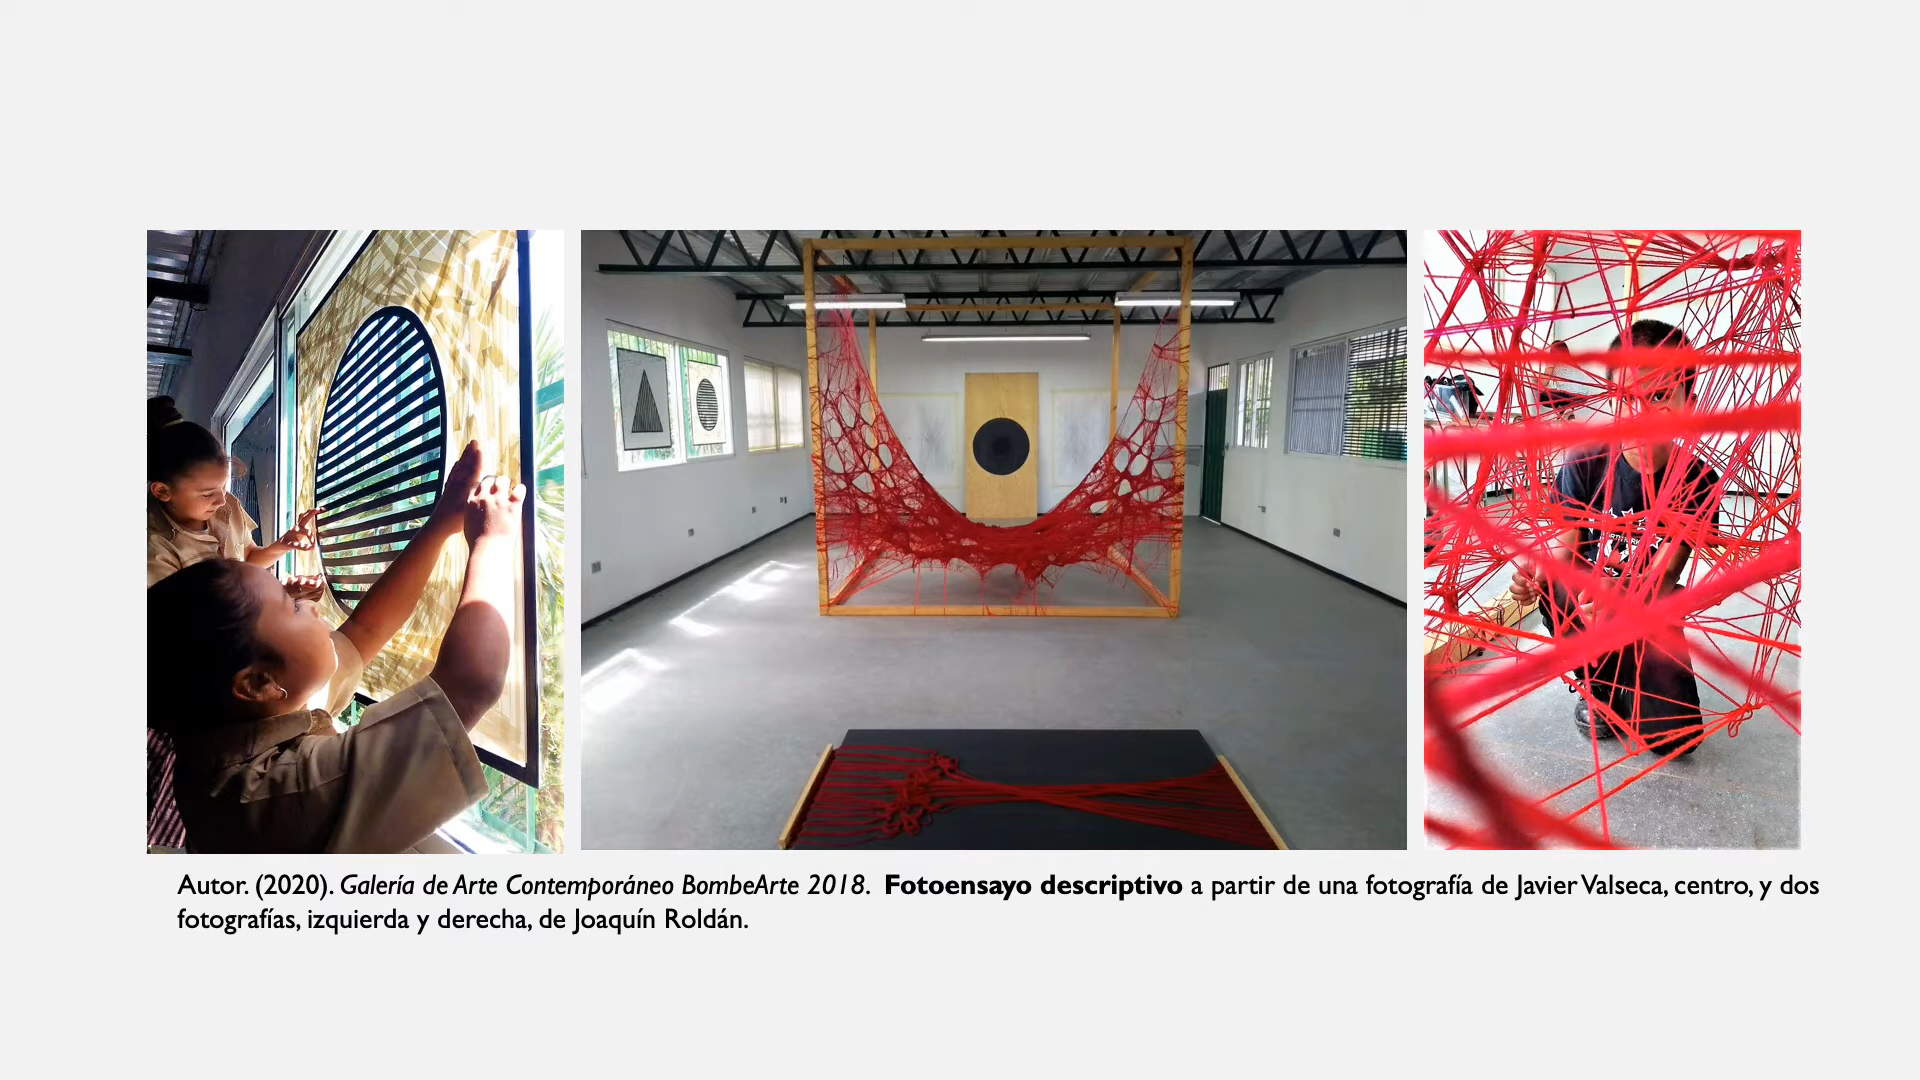 Autor. (2020). Galería de Arte Contemporáneo BombeArte 2018. Fotoensayo descriptivo a partir de una fotografía de Javier Valseca, centro, y dos
fotografías, izquierda y derecha, de Joaquín Roldán.